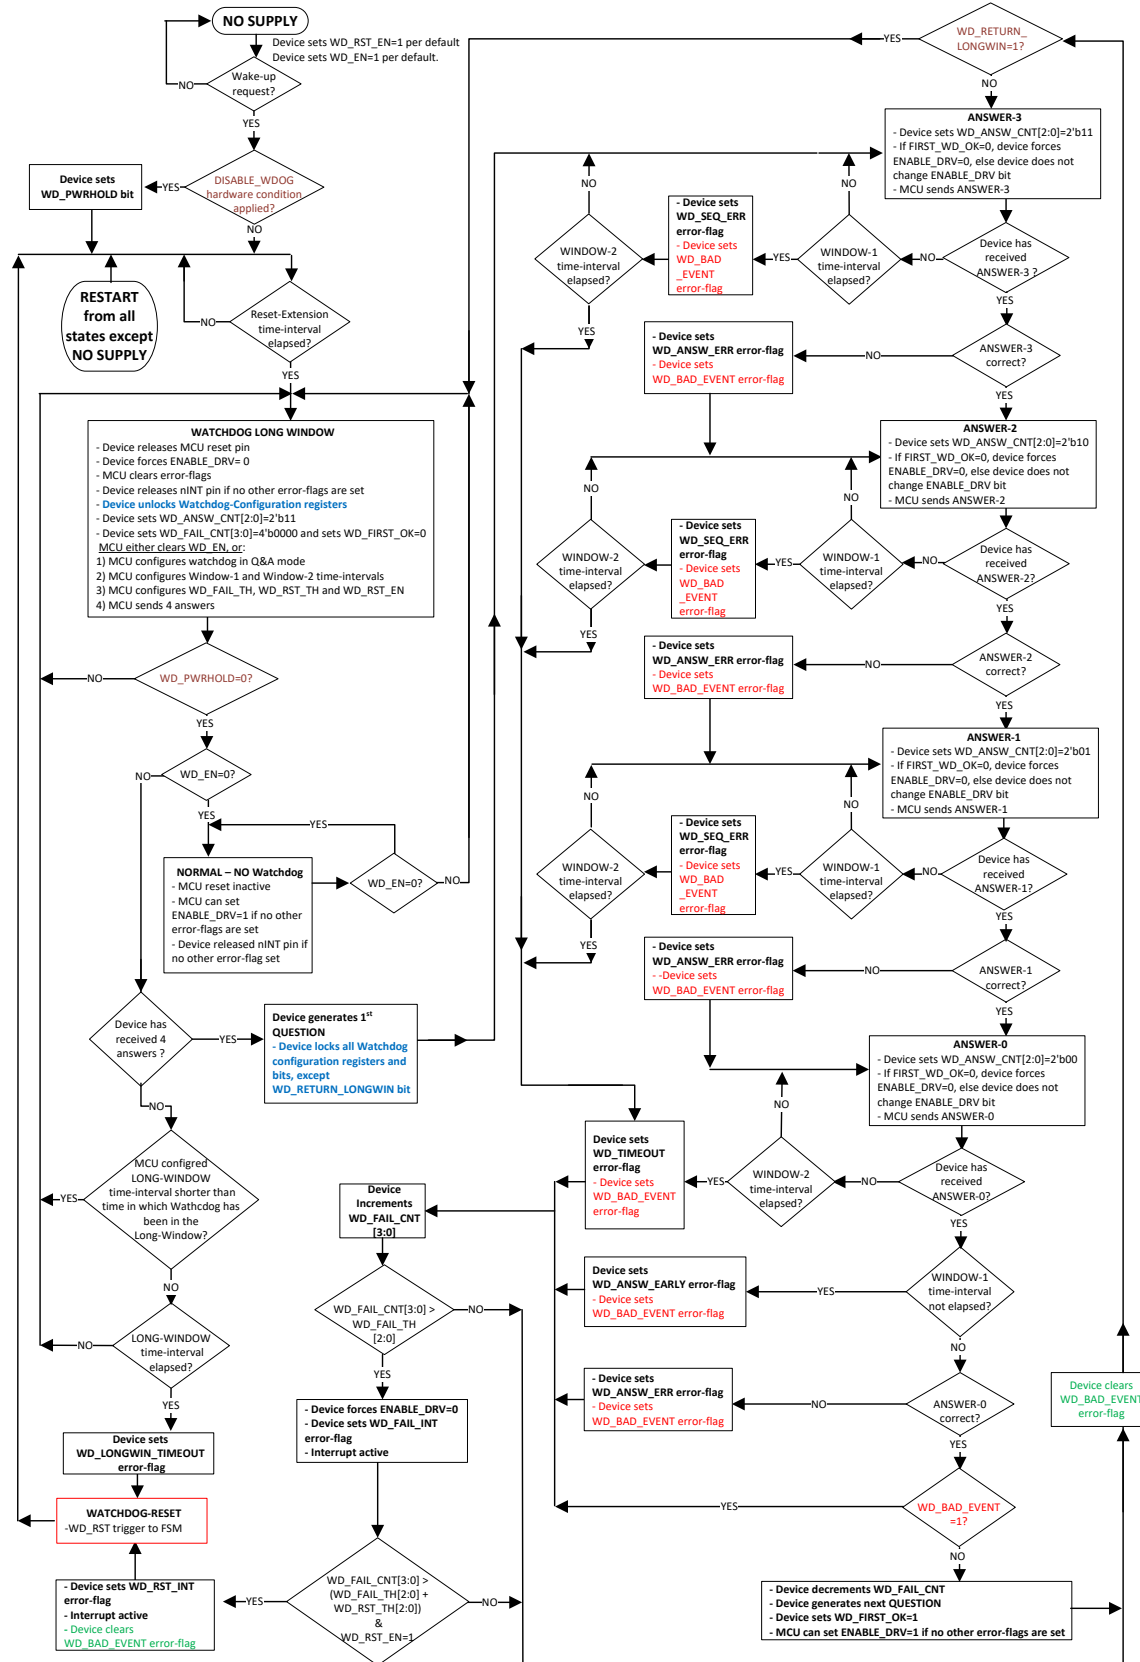 NO SUPPLY
Device sets WD_RST_EN=1 per default
Device sets WD_EN=1 per default.
NO
Wake-up
request?
YES
Device sets
WD_PWRHOLD bit
YES
DISABLE_WDOG
hardware condition
applied?
NO
RESTART
from all
states except
NO SUPPLY
NO
Reset-Extension
time-interval
elapsed?
YES
WATCHDOG LONG WINDOW
- Device releases MCU reset pin
- Device forces ENABLE_DRV= 0
- MCU clears error-flags
- Device releases nINT pin if no other error-flags are set
- Device unlocks Watchdog-Configuration registers
- Device sets WD_ANSW_CNT[2:0]=2'b11
- Device sets WD_FAIL_CNT[3:0]=4'b0000 and sets WD_FIRST_OK=0
MCU either clears WD_EN, or:
1) MCU configures watchdog in Q&A mode
2) MCU configures Window-1 and Window-2 time-intervals
3) MCU configures WD_FAIL_TH, WD_RST_TH and WD_RST_EN
4) MCU sends 4 answers
NO
WD_PWRHOLD=0?
YES
NO
WD_EN=0?
YES
YES
NORMAL – NO Watchdog
- MCU reset inactive
- MCU can set
ENABLE_DRV=1 if no other
error-flags are set
- Device released nINT pin if
no other error-flag set
WD_EN=0?
NO
Device has
received 4
answers ?
YES
Device generates 1st
QUESTION
- Device locks all Watchdog
configuration registers and
bits, except
WD_RETURN_LONGWIN bit
NO
MCU configred
LONG-WINDOW
time-interval shorter than
time in which Wathcdog has
been in the
Long-Window?
YES
NO
LONG-WINDOW
time-interval
elapsed?
NO
YES
Device sets
WD_LONGWIN_TIMEOUT
error-flag
WATCHDOG-RESET
-WD_RST trigger to FSM
- Device sets WD_RST_INT
error-flag
- Interrupt active
- Device clears
WD_BAD_EVENT error-flag
YES
WD_FAIL_CNT[3:0] >
(WD_FAIL_TH[2:0] +
WD_RST_TH[2:0])
&
WD_RST_EN=1
NO
Device
Increments
WD_FAIL_CNT
[3:0]
WD_FAIL_CNT[3:0] >
WD_FAIL_TH
[2:0]
NO
YES
- Device forces ENABLE_DRV=0
- Device sets WD_FAIL_INT
error-flag
- Interrupt active
YES
WD_RETURN_
LONGWIN=1?
NO
ANSWER-3
- Device sets WD_ANSW_CNT[2:0]=2'b11
- If FIRST_WD_OK=0, device forces
ENABLE_DRV=0, else device does not
change ENABLE_DRV bit
- MCU sends ANSWER-3
NO
NO
WINDOW-2
time-interval
elapsed?
YES
- Device sets
WD_SEQ_ERR
error-flag
- Device sets
WD_BAD
_EVENT
error-flag
YES
WINDOW-1
time-interval
elapsed?
NO
Device has
received
ANSWER-3 ?
YES
- Device sets
WD_ANSW_ERR error-flag
- Device sets
WD_BAD_EVENT error-flag
NO
ANSWER-3
correct?
YES
ANSWER-2
- Device sets WD_ANSW_CNT[2:0]=2'b10
- If FIRST_WD_OK=0, device forces
ENABLE_DRV=0, else device does not
change ENABLE_DRV bit
- MCU sends ANSWER-2
NO
NO
WINDOW-2
time-interval
elapsed?
YES
- Device sets
WD_SEQ_ERR
error-flag
- Device sets
WD_BAD
_EVENT
error-flag
YES
WINDOW-1
time-interval
elapsed?
NO
Device has
received
ANSWER-2?
YES
- Device sets
WD_ANSW_ERR error-flag
- Device sets
WD_BAD_EVENT error-flag
NO
ANSWER-2
correct?
YES
ANSWER-1
- Device sets WD_ANSW_CNT[2:0]=2'b01
- If FIRST_WD_OK=0, device forces
ENABLE_DRV=0, else device does not
change ENABLE_DRV bit
- MCU sends ANSWER-1
NO
NO
WINDOW-2
time-interval
elapsed?
YES
- Device sets
WD_SEQ_ERR
error-flag
- Device sets
WD_BAD
_EVENT
error-flag
YES
WINDOW-1
time-interval
elapsed?
NO
Device has
received
ANSWER-1?
YES
- Device sets
WD_ANSW_ERR error-flag
- -Device sets
WD_BAD_EVENT error-flag
NO
ANSWER-1
correct?
YES
ANSWER-0
- Device sets WD_ANSW_CNT[2:0]=2'b00
- If FIRST_WD_OK=0, device forces
ENABLE_DRV=0, else device does not
change ENABLE_DRV bit
- MCU sends ANSWER-0
NO
Device sets
WD_TIMEOUT
error-flag
- Device sets
WD_BAD_EVENT
error-flag
YES
WINDOW-2
time-interval
elapsed?
NO
Device has
received
ANSWER-0?
YES
Device sets
WD_ANSW_EARLY error-flag
- Device sets
WD_BAD_EVENT error-flag
YES
WINDOW-1
time-interval
not elapsed?
NO
- Device sets
WD_ANSW_ERR error-flag
- Device sets
WD_BAD_EVENT error-flag
NO
ANSWER-0
correct?
YES
YES
WD_BAD_EVENT
=1?
NO
- Device decrements WD_FAIL_CNT
- Device generates next QUESTION
- Device sets WD_FIRST_OK=1
- MCU can set ENABLE_DRV=1 if no other error-flags are set
Device clears
WD_BAD_EVENT
error-flag